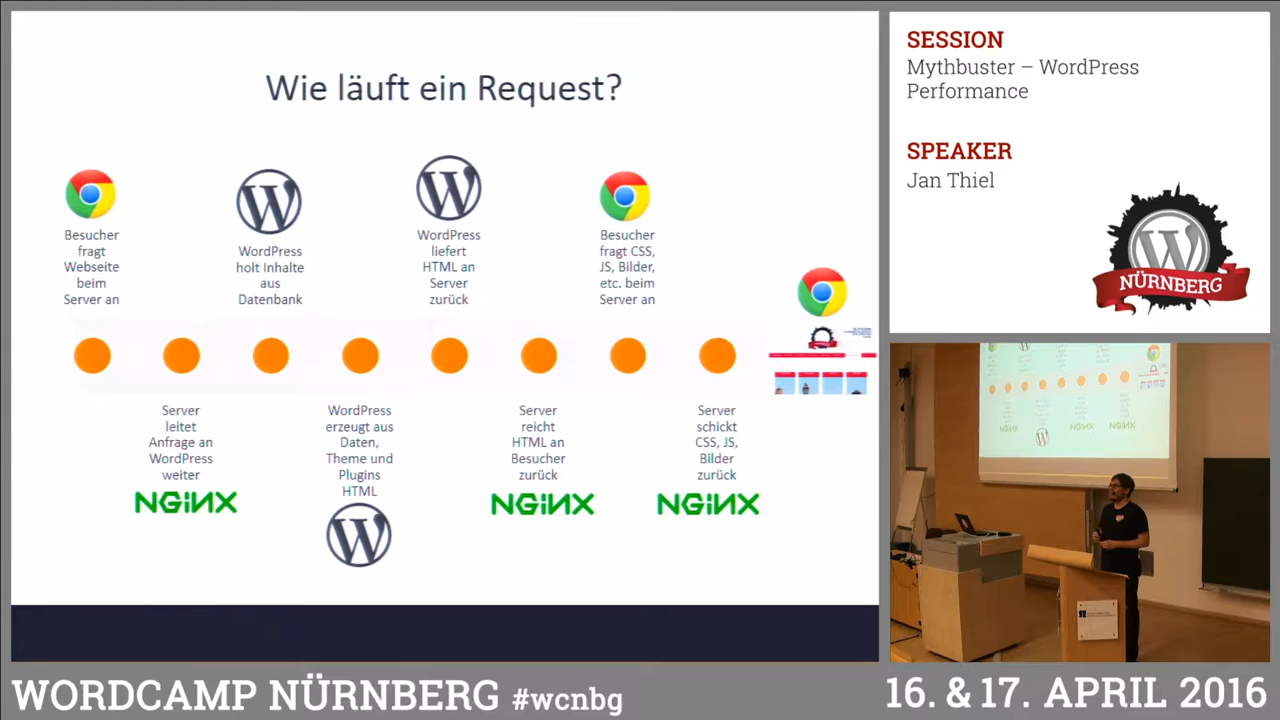 Wie läuft ein Request?
Besucher
fragt
Webseite
beim
Server an
WordPress
holt Inhalte
aus
Datenbank
WordPress
liefert
HTML an
Server
zurück
Besucher
fragt CSS,
JS, Bilder,
etc. beim
Server an
Server
leitet
Anfrage an
WordPress
weiter
NGiNX
WordPress
erzeugt aus
Daten,
Theme und
Plugins
HTML
Server
reicht
HTML an
Besucher
zurück
NGiNX
Server
schickt
CSS, JS,
Bilder
zurück
NGiNX
SESSION
Mythbuster – WordPress
Performance
SPEAKER
Jan Thiel
NÜRNBERG
NGiNX
NGiNX
NGiNX
WORDCAMP NÜRNBERG #wcnbg
16. & 17. APRIL 2016